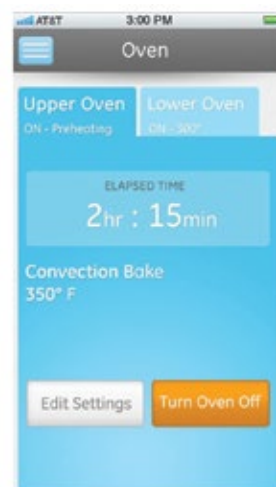 AT&T 3:00 PM
Oven
Upper Oven Lower Oven
ON - Preheating ON - 300°
ELAPSED TIME
2hr : 15min
Convection Bake
350° F
Edit Settings Turn Oven Off